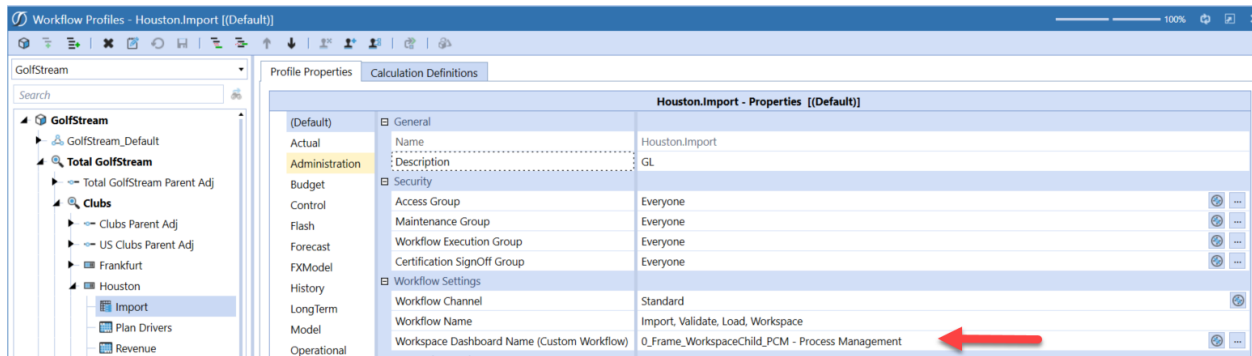 Workflow Profiles - Houston.Import [(Default)]
100%
GolfStream
Search
GolfStream
GolfStream_Default
Total GolfStream
Total GolfStream Parent Adj
Clubs
Clubs Parent Adj
US Clubs Parent Adj
Frankfurt
Houston
Import
Plan Drivers
Revenue
Profile Properties
Calculation Definitions
Houston.Import - Properties [(Default)]
(Default)
Actual
Administration
Budget
Control
Flash
Forecast
FXModel
History
LongTerm
Model
Operational
General
Name Houston.Import
Description GL
Security
Access Group Everyone
Maintenance Group Everyone
Workflow Execution Group Everyone
Certification SignOff Group Everyone
Workflow Settings
Workflow Channel Standard
Workflow Name Import, Validate, Load, Workspace
Workspace Dashboard Name (Custom Workflow) 0_Frame_WorkspaceChild_PCM - Process Management